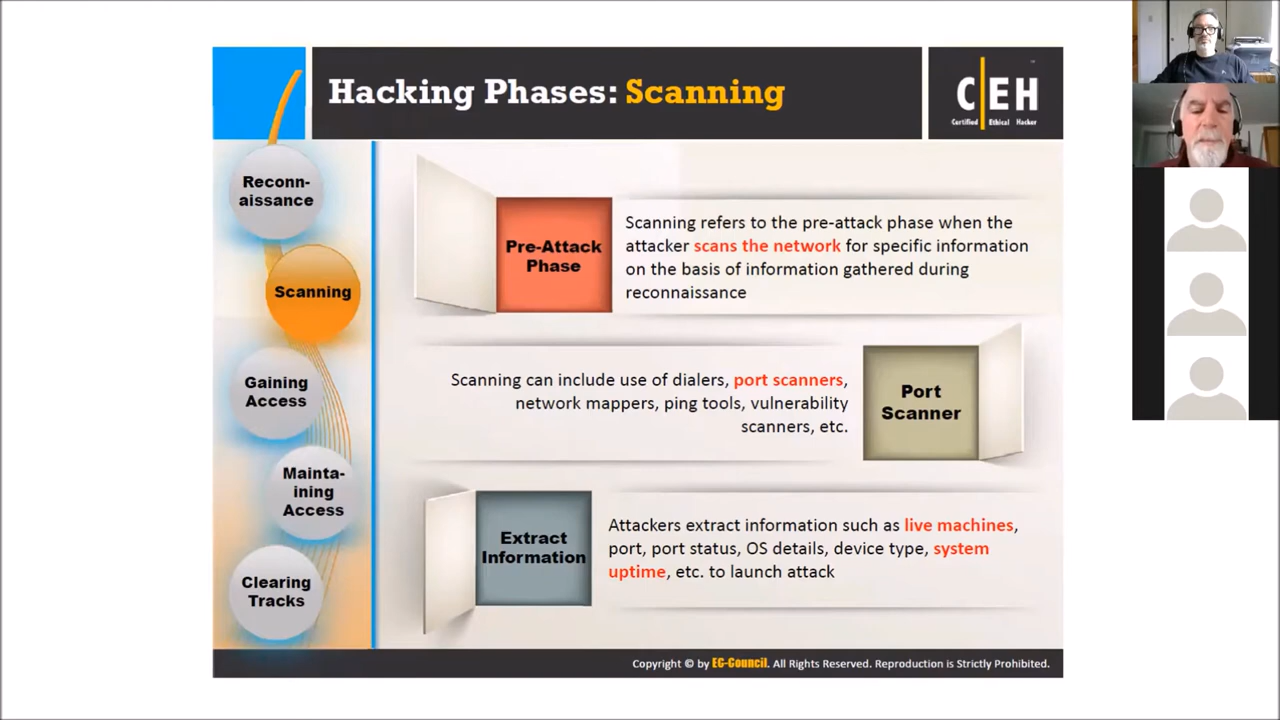 Hacking Phases: Scanning
C|EH
Certified Ethical Hacker
Reconn-
aissance
Scanning
Gaining
Access
Mainta-
ining
Access
Clearing
Tracks
Pre-Attack
Phase
Scanning refers to the pre-attack phase when the
attacker scans the network for specific information
on the basis of information gathered during
reconnaissance
Scanning can include use of dialers, port scanners,
network mappers, ping tools, vulnerability
scanners, etc.
Port
Scanner
Extract
Information
Attackers extract information such as live machines,
port, port status, OS details, device type, system
uptime, etc. to launch attack
Copyright © by EG-Council. All Rights Reserved. Reproduction is Strictly Prohibited.